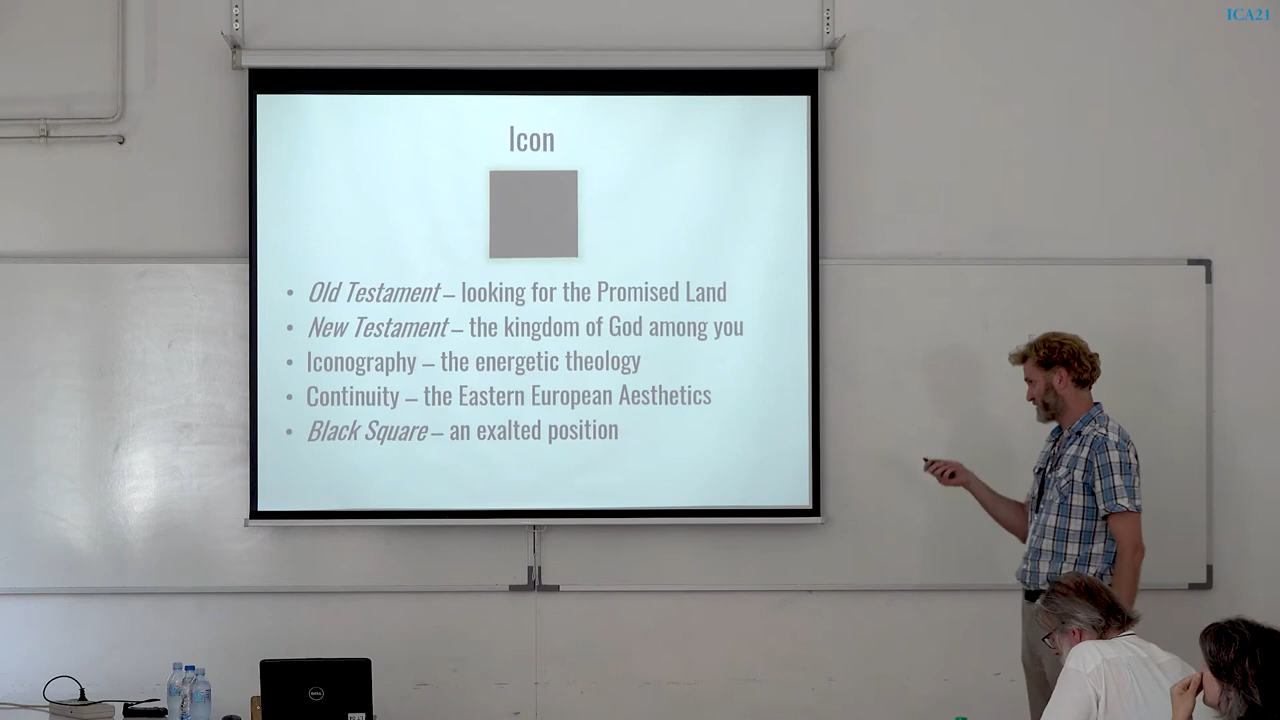 ICA21
Icon
• Old Testament – looking for the Promised Land
• New Testament – the kingdom of God among you
• Iconography – the energetic theology
• Continuity – the Eastern European Aesthetics
• Black Square – an exalted position
DELL